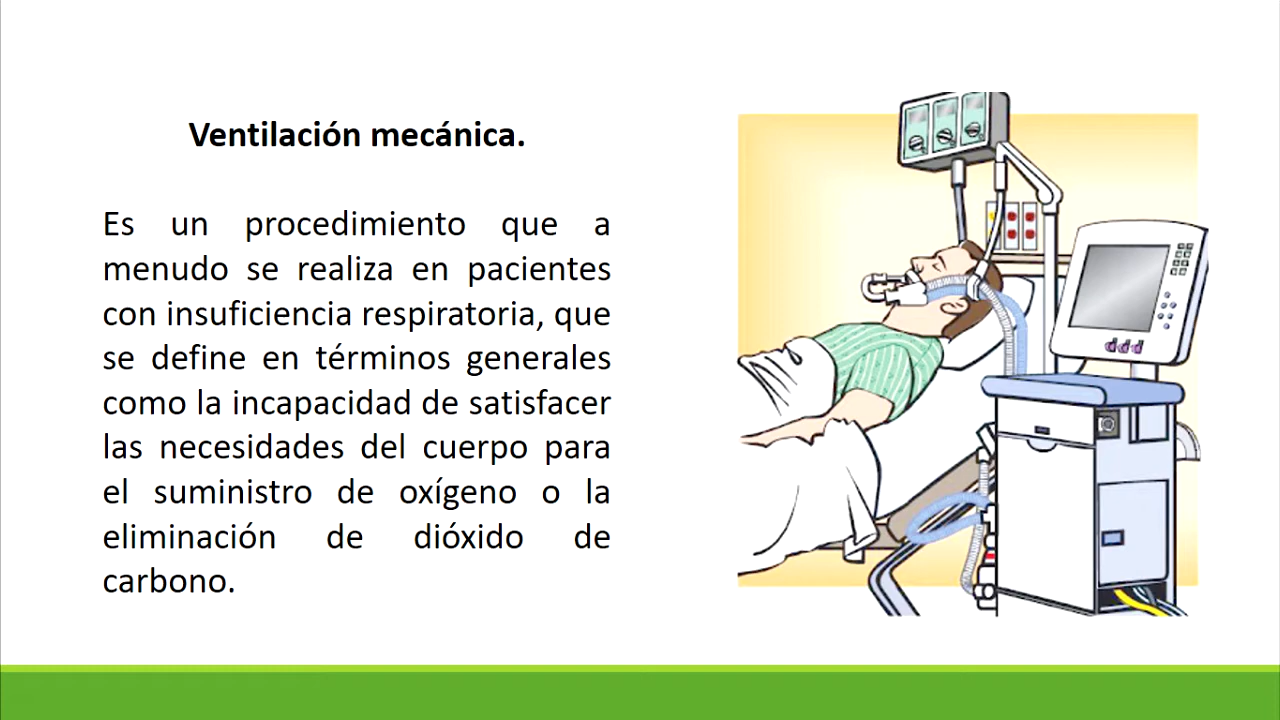 Ventilación mecánica.
Es un procedimiento que a
menudo se realiza en pacientes
con insuficiencia respiratoria, que
se define en términos generales
como la incapacidad de satisfacer
las necesidades del cuerpo para
el suministro de oxígeno o la
eliminación de dióxido de
carbono.